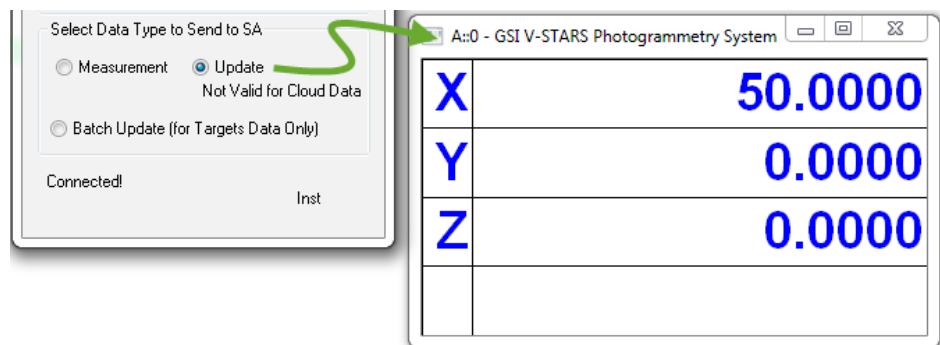 Select Data Type to Send to SA
Measurement
Update
Not Valid for Cloud Data
Batch Update (for Targets Data Only)
Connected!
Inst
A::0 - GSI V-STARS Photogrammetry System
X 50.0000
Y 0.0000
Z 0.0000